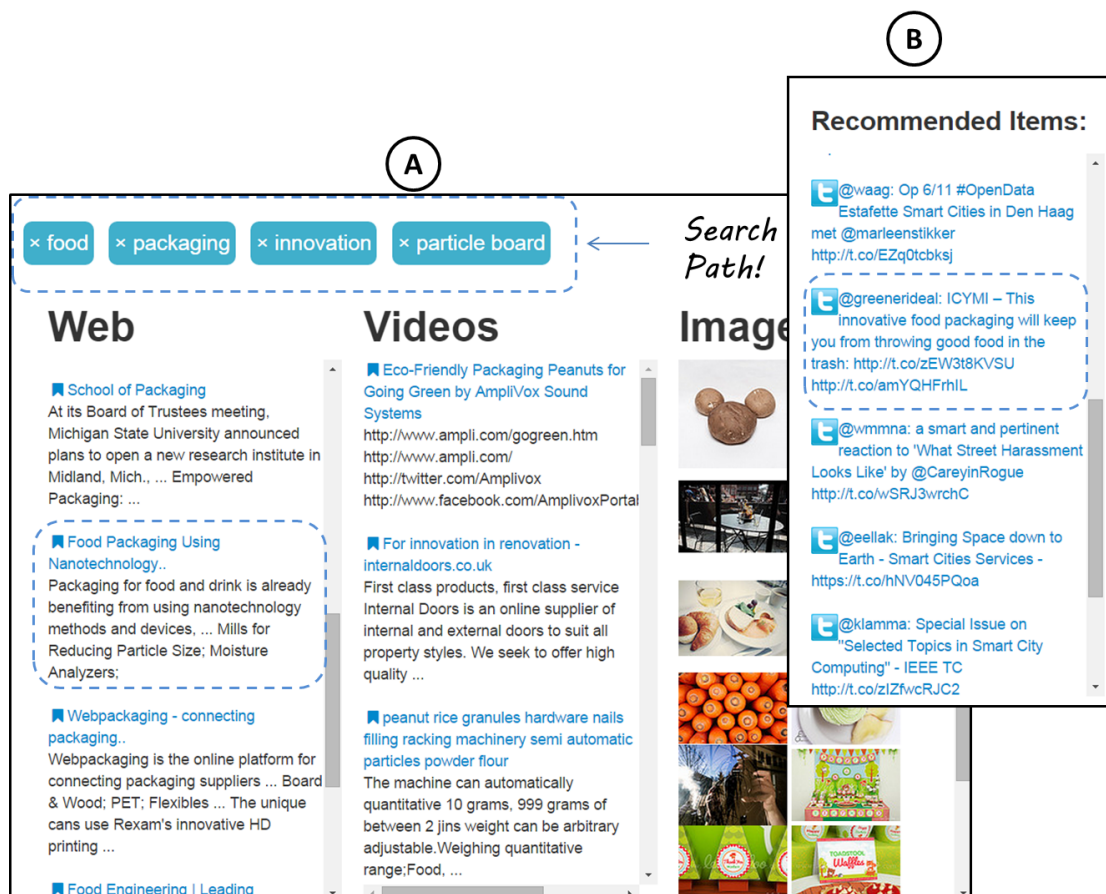 B
Recommended Items:
@waag: Op 6/11 #OpenData
Estafette Smart Cities in Den Haag
met @marleenstikker
http://t.co/EZq0tcbksj
@greenerideal: ICYMI – This
innovative food packaging will keep
you from throwing good food in the
trash: http://t.co/zEW3t8KVSU
http://t.co/amYQHFrhIL
@wmmna: a smart and pertinent
reaction to 'What Street Harassment
Looks Like' by @CareyinRogue
http://t.co/wSRJ3wrchC
@eellak: Bringing Space down to
Earth - Smart Cities Services -
https://t.co/hNV045PQoa
@klamma: Special Issue on
"Selected Topics in Smart City
Computing" - IEEE TC
http://t.co/zIZfwcRJC2
A
× food × packaging × innovation × particle board
Search
Path!
Web
School of Packaging
At its Board of Trustees meeting,
Michigan State University announced
plans to open a new research institute in
Midland, Mich., ... Empowered
Packaging: ...
Food Packaging Using
Nanotechnology..
Packaging for food and drink is already
benefiting from using nanotechnology
methods and devices, ... Mills for
Reducing Particle Size; Moisture
Analyzers;
Webpackaging - connecting
packaging..
Webpackaging is the online platform for
connecting packaging suppliers ... Board
& Wood; PET; Flexibles ... The unique
cans use Rexam's innovative HD
printing ...
Food Engineering | Leading
Videos
Eco-Friendly Packaging Peanuts for
Going Green by AmpliVox Sound
Systems
http://www.ampli.com/gogreen.htm
http://www.ampli.com/
http://twitter.com/Amplivox
http://www.facebook.com/AmplivoxPortal
For innovation in renovation -
internaldoors.co.uk
First class products, first class service
Internal Doors is an online supplier of
internal and external doors to suit all
property styles. We seek to offer high
quality ...
peanut rice granules hardware nails
filling racking machinery semi automatic
particles powder flour
The machine can automatically
quantitative 10 grams, 999 grams of
between 2 jins weight can be arbitrary
adjustable.Weighing quantitative
range;Food, ...
Image
TOADSTOOL
Waffles